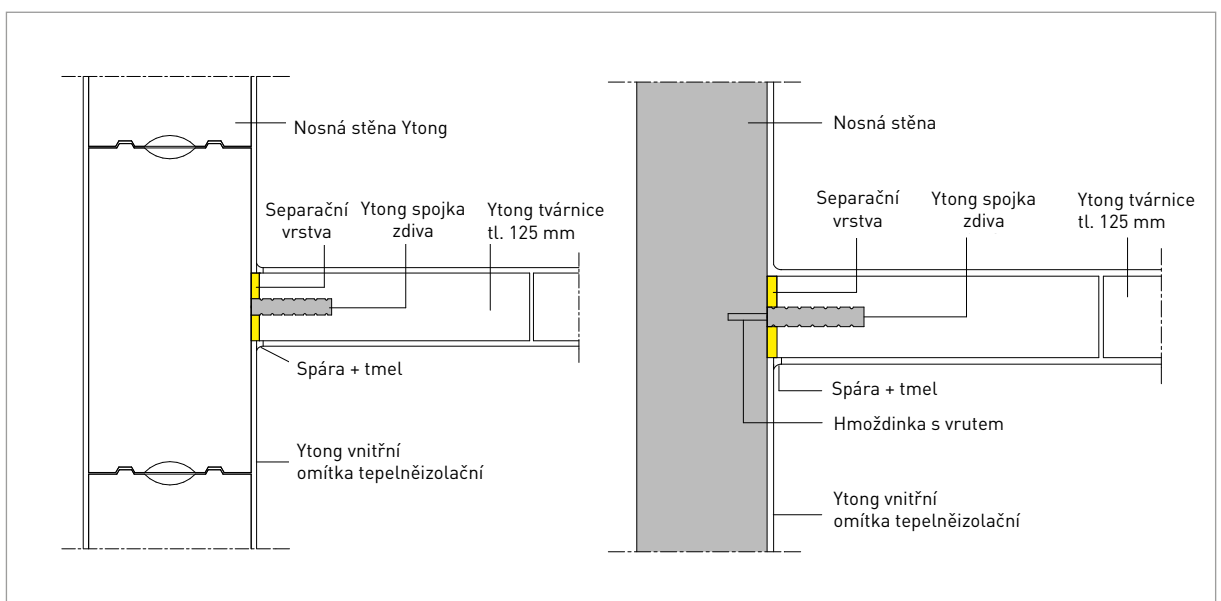 Nosná stěna Ytong
Separační
vrstva
Ytong spojka
zdiva
Ytong tvárnice
tl. 125 mm
Spára + tmel
Ytong vnitřní
omítka tepelněizolační
Nosná stěna
Separační
vrstva
Ytong spojka
zdiva
Ytong tvárnice
tl. 125 mm
Spára + tmel
Hmoždinka s vrutem
Ytong vnitřní
omítka tepelněizolační